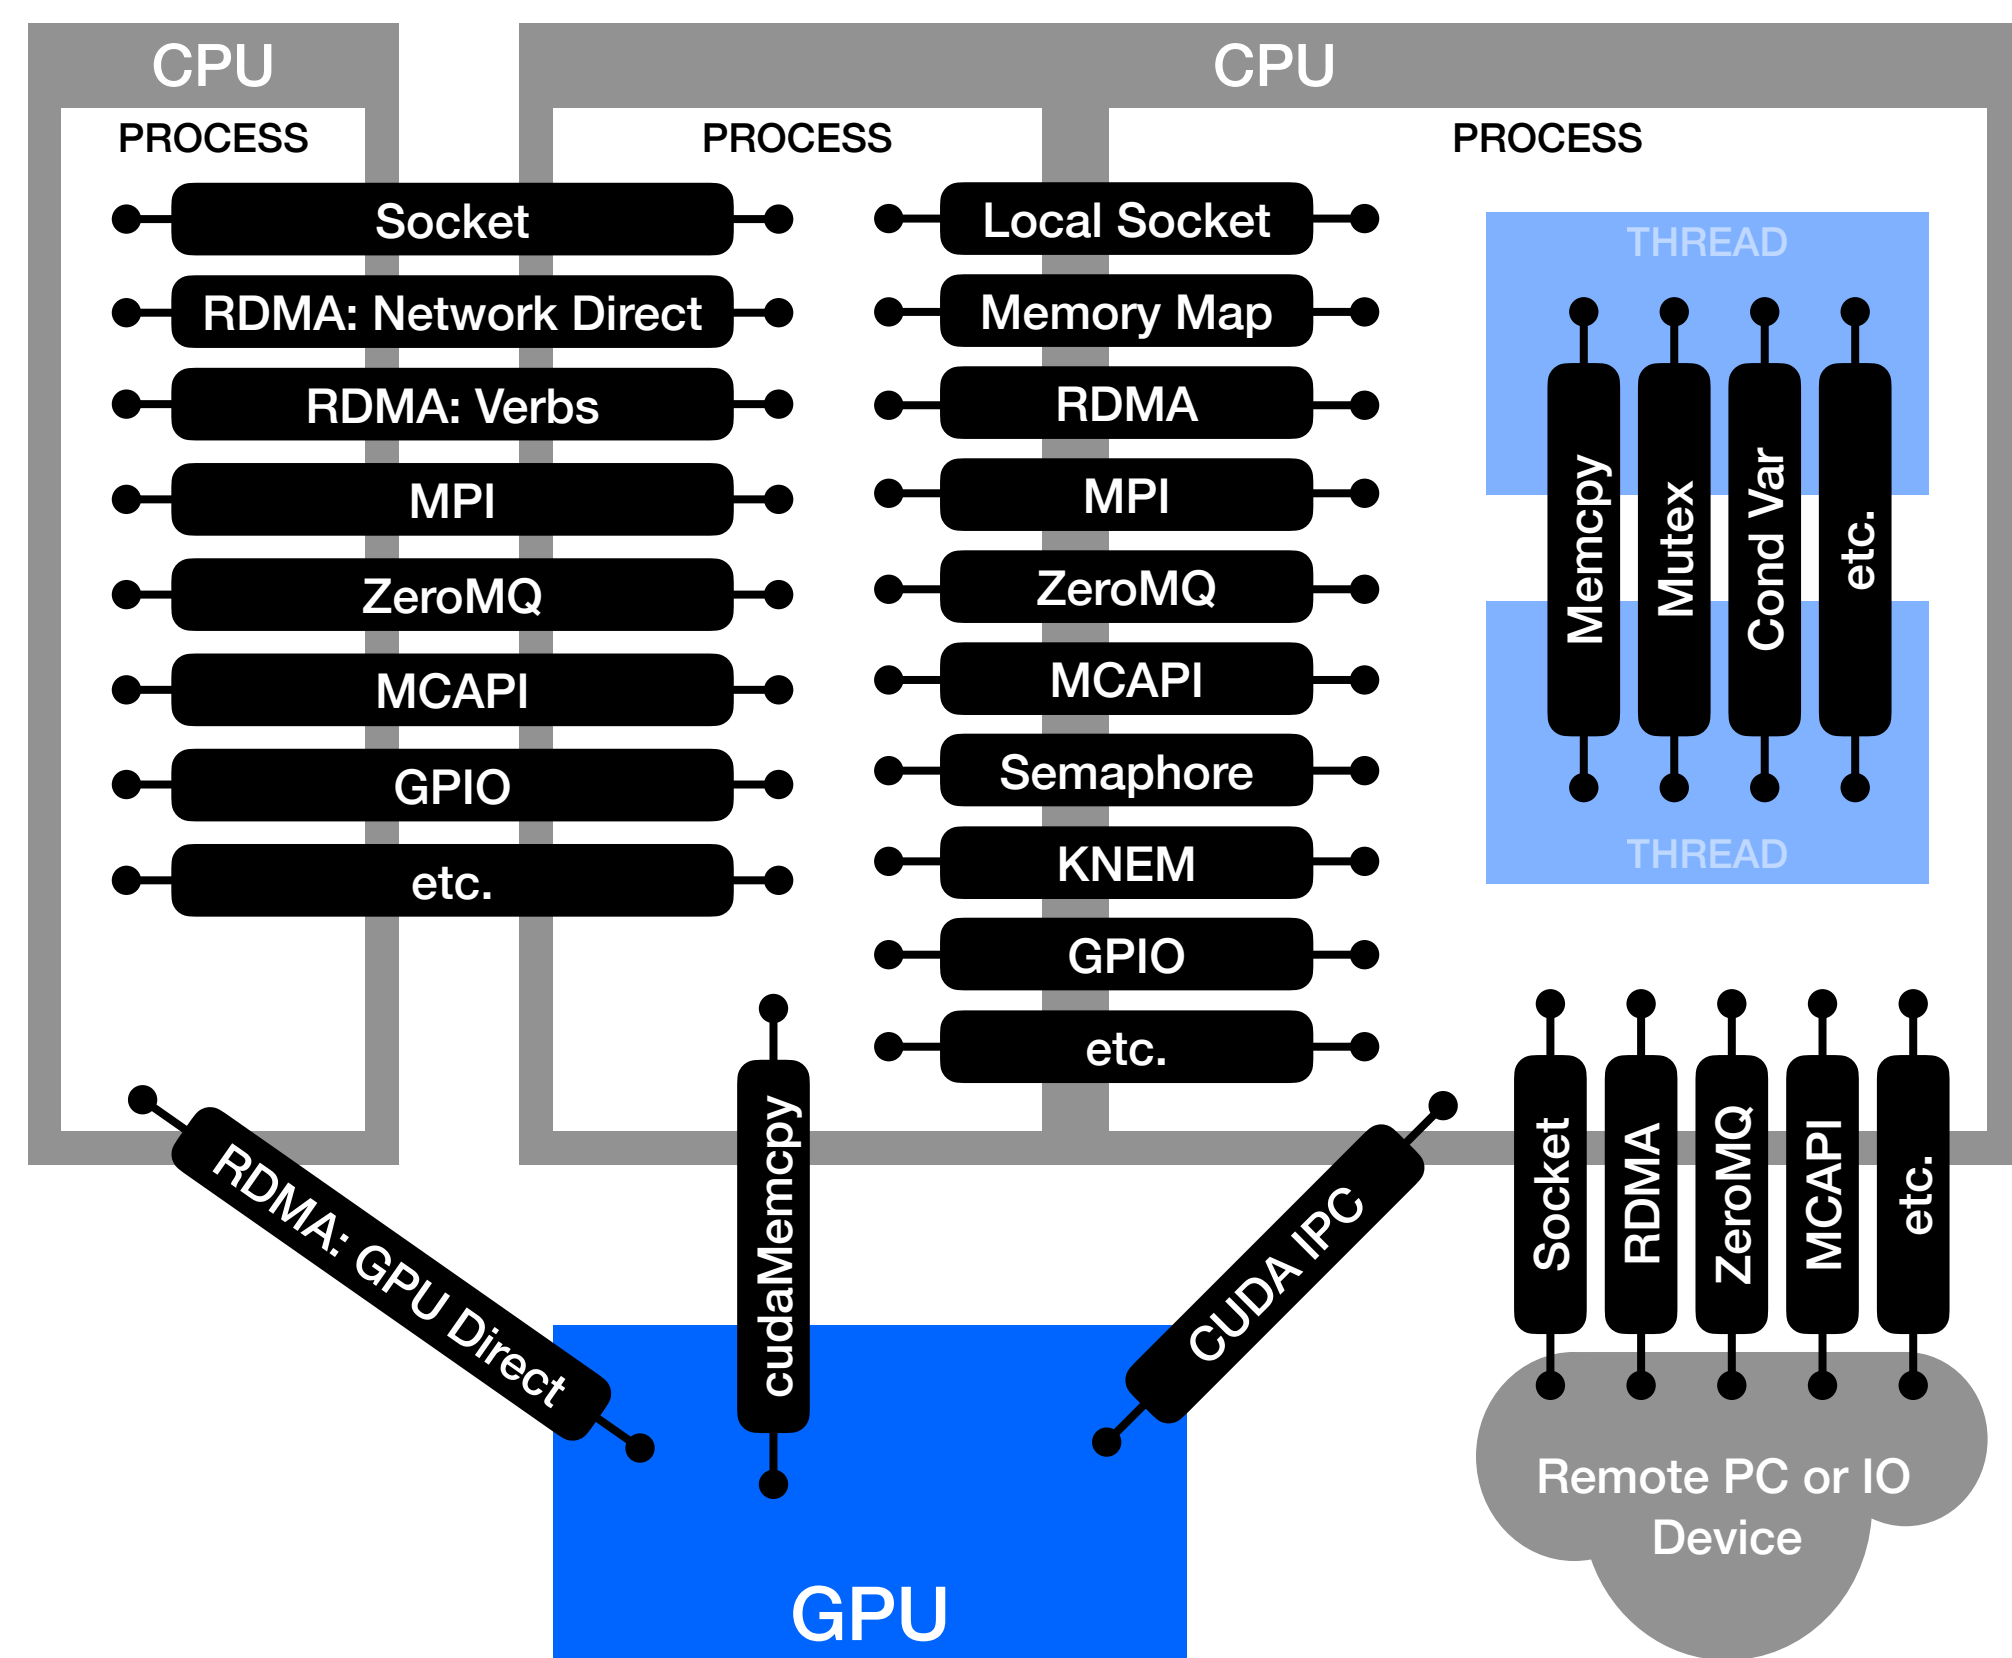 CPU
CPU
PROCESS
PROCESS
PROCESS
Socket
RDMA: Network Direct
RDMA: Verbs
MPI
ZeroMQ
MCAPI
GPIO
etc.
Local Socket
Memory Map
RDMA
MPI
ZeroMQ
MCAPI
Semaphore
KNEM
GPIO
etc.
THREAD
Memcpy
Mutex
Cond Var
etc.
THREAD
RDMA: GPU Direct
cudaMemcpy
CUDA IPC
Socket
RDMA
ZeroMQ
MCAPI
etc.
GPU
Remote PC or IO
Device